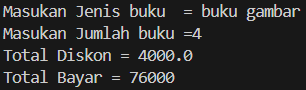 Masukan Jenis buku  = buku gambar
Masukan Jumlah buku =4
Total Diskon = 4000.0
Total Bayar = 76000